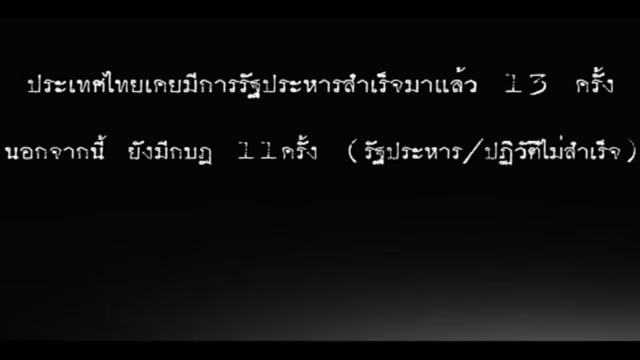 ประเทศไทยเคยมีการรัฐประหารสำเร็จมาแล้ว 13 ครั้ง
นอกจากนี้ ยังมีกบฏ 11ครั้ง (รัฐประหาร/ปฏิวัติไม่สำเร็จ)